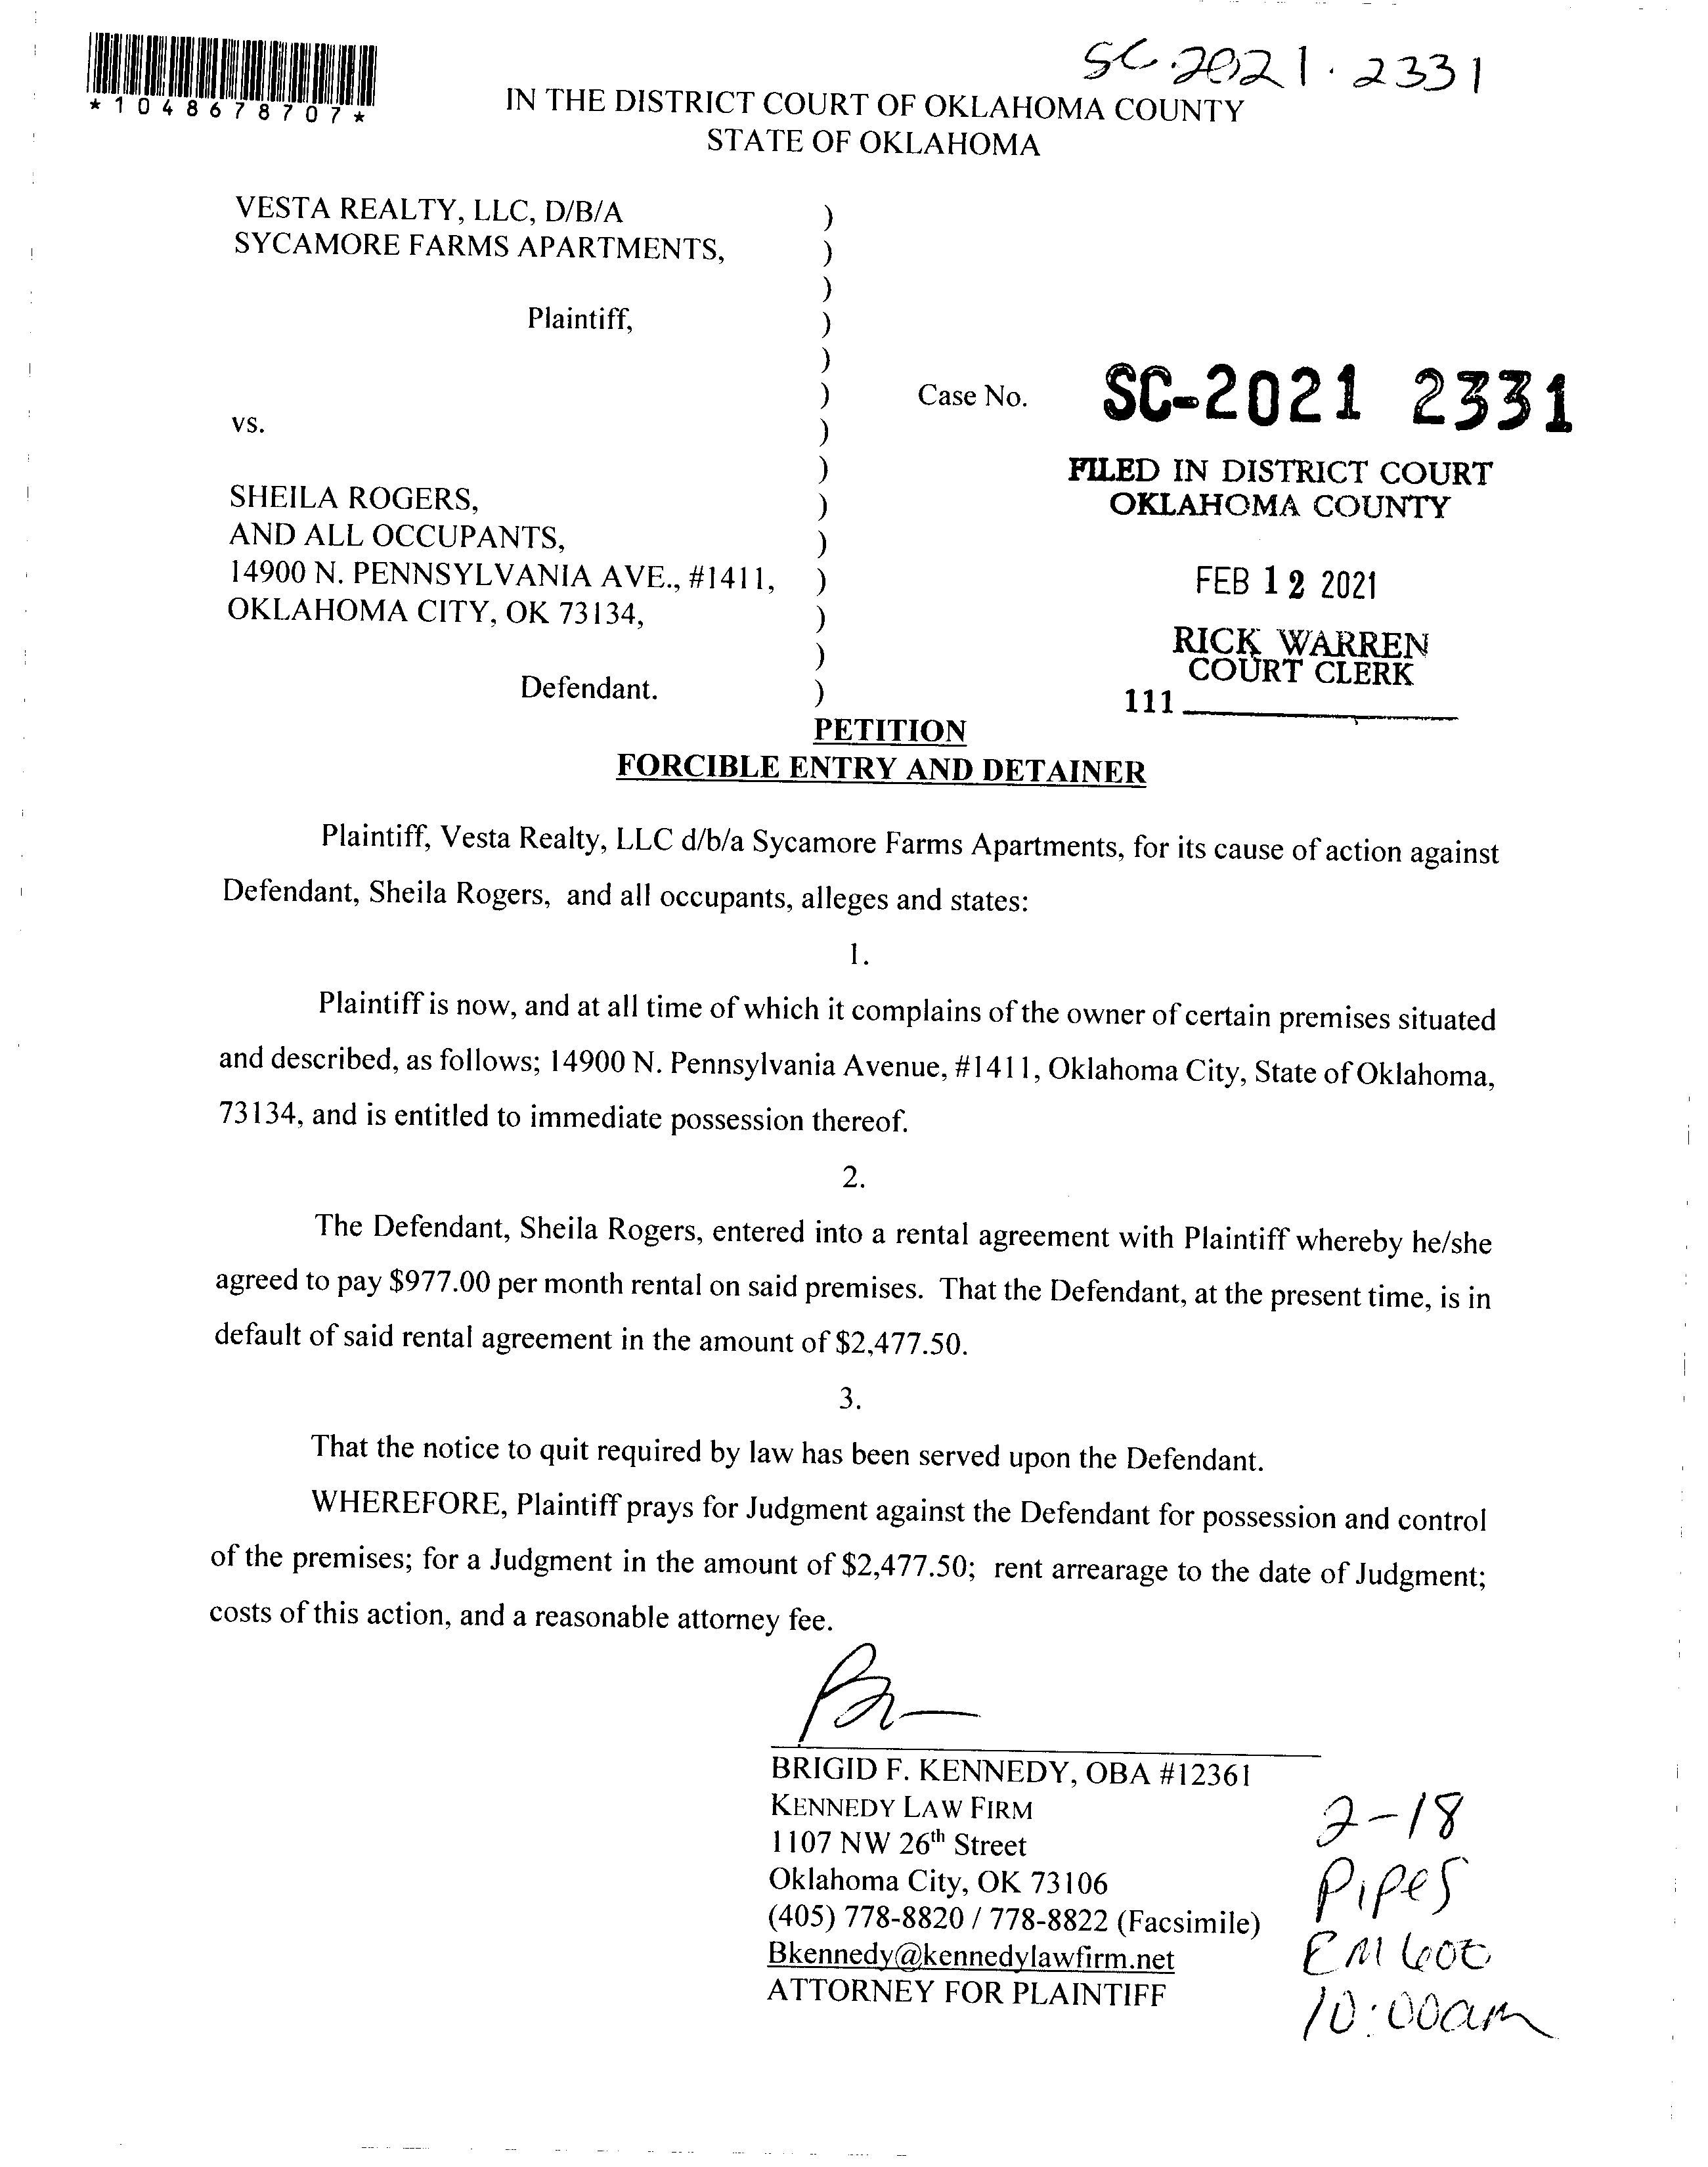 SC-2021-2331
*1048678707*
IN THE DISTRICT COURT OF OKLAHOMA COUNTY
STATE OF OKLAHOMA
VESTA REALTY, LLC, D/B/A )
SYCAMORE FARMS APARTMENTS, )
)
Plaintiff, )
)
) Case No. SC-2021 2331
vs. )
) FILED IN DISTRICT COURT
SHEILA ROGERS, ) OKLAHOMA COUNTY
AND ALL OCCUPANTS, )
14900 N. PENNSYLVANIA AVE., #1411, ) FEB 12 2021
OKLAHOMA CITY, OK 73134, )
) RICK WARREN
COURT CLERK
Defendant. ) 111
PETITION
FORCIBLE ENTRY AND DETAINER
Plaintiff, Vesta Realty, LLC d/b/a Sycamore Farms Apartments, for its cause of action against
Defendant, Sheila Rogers, and all occupants, alleges and states:
1.
Plaintiff is now, and at all time of which it complains of the owner of certain premises situated
and described, as follows; 14900 N. Pennsylvania Avenue, #1411, Oklahoma City, State of Oklahoma,
73134, and is entitled to immediate possession thereof.
2.
The Defendant, Sheila Rogers, entered into a rental agreement with Plaintiff whereby he/she
agreed to pay $977.00 per month rental on said premises. That the Defendant, at the present time, is in
default of said rental agreement in the amount of $2,477.50.
3.
That the notice to quit required by law has been served upon the Defendant.
WHEREFORE, Plaintiff prays for Judgment against the Defendant for possession and control
of the premises; for a Judgment in the amount of $2,477.50; rent arrearage to the date of Judgment;
costs of this action, and a reasonable attorney fee.
BRIGID F. KENNEDY, OBA #12361
KENNEDY LAW FIRM
1107 NW 26th Street
Oklahoma City, OK 73106
(405) 778-8820 / 778-8822 (Facsimile)
Bkennedy@kennedylawfirm.net
ATTORNEY FOR PLAINTIFF
2-18
Pipes
10:00am